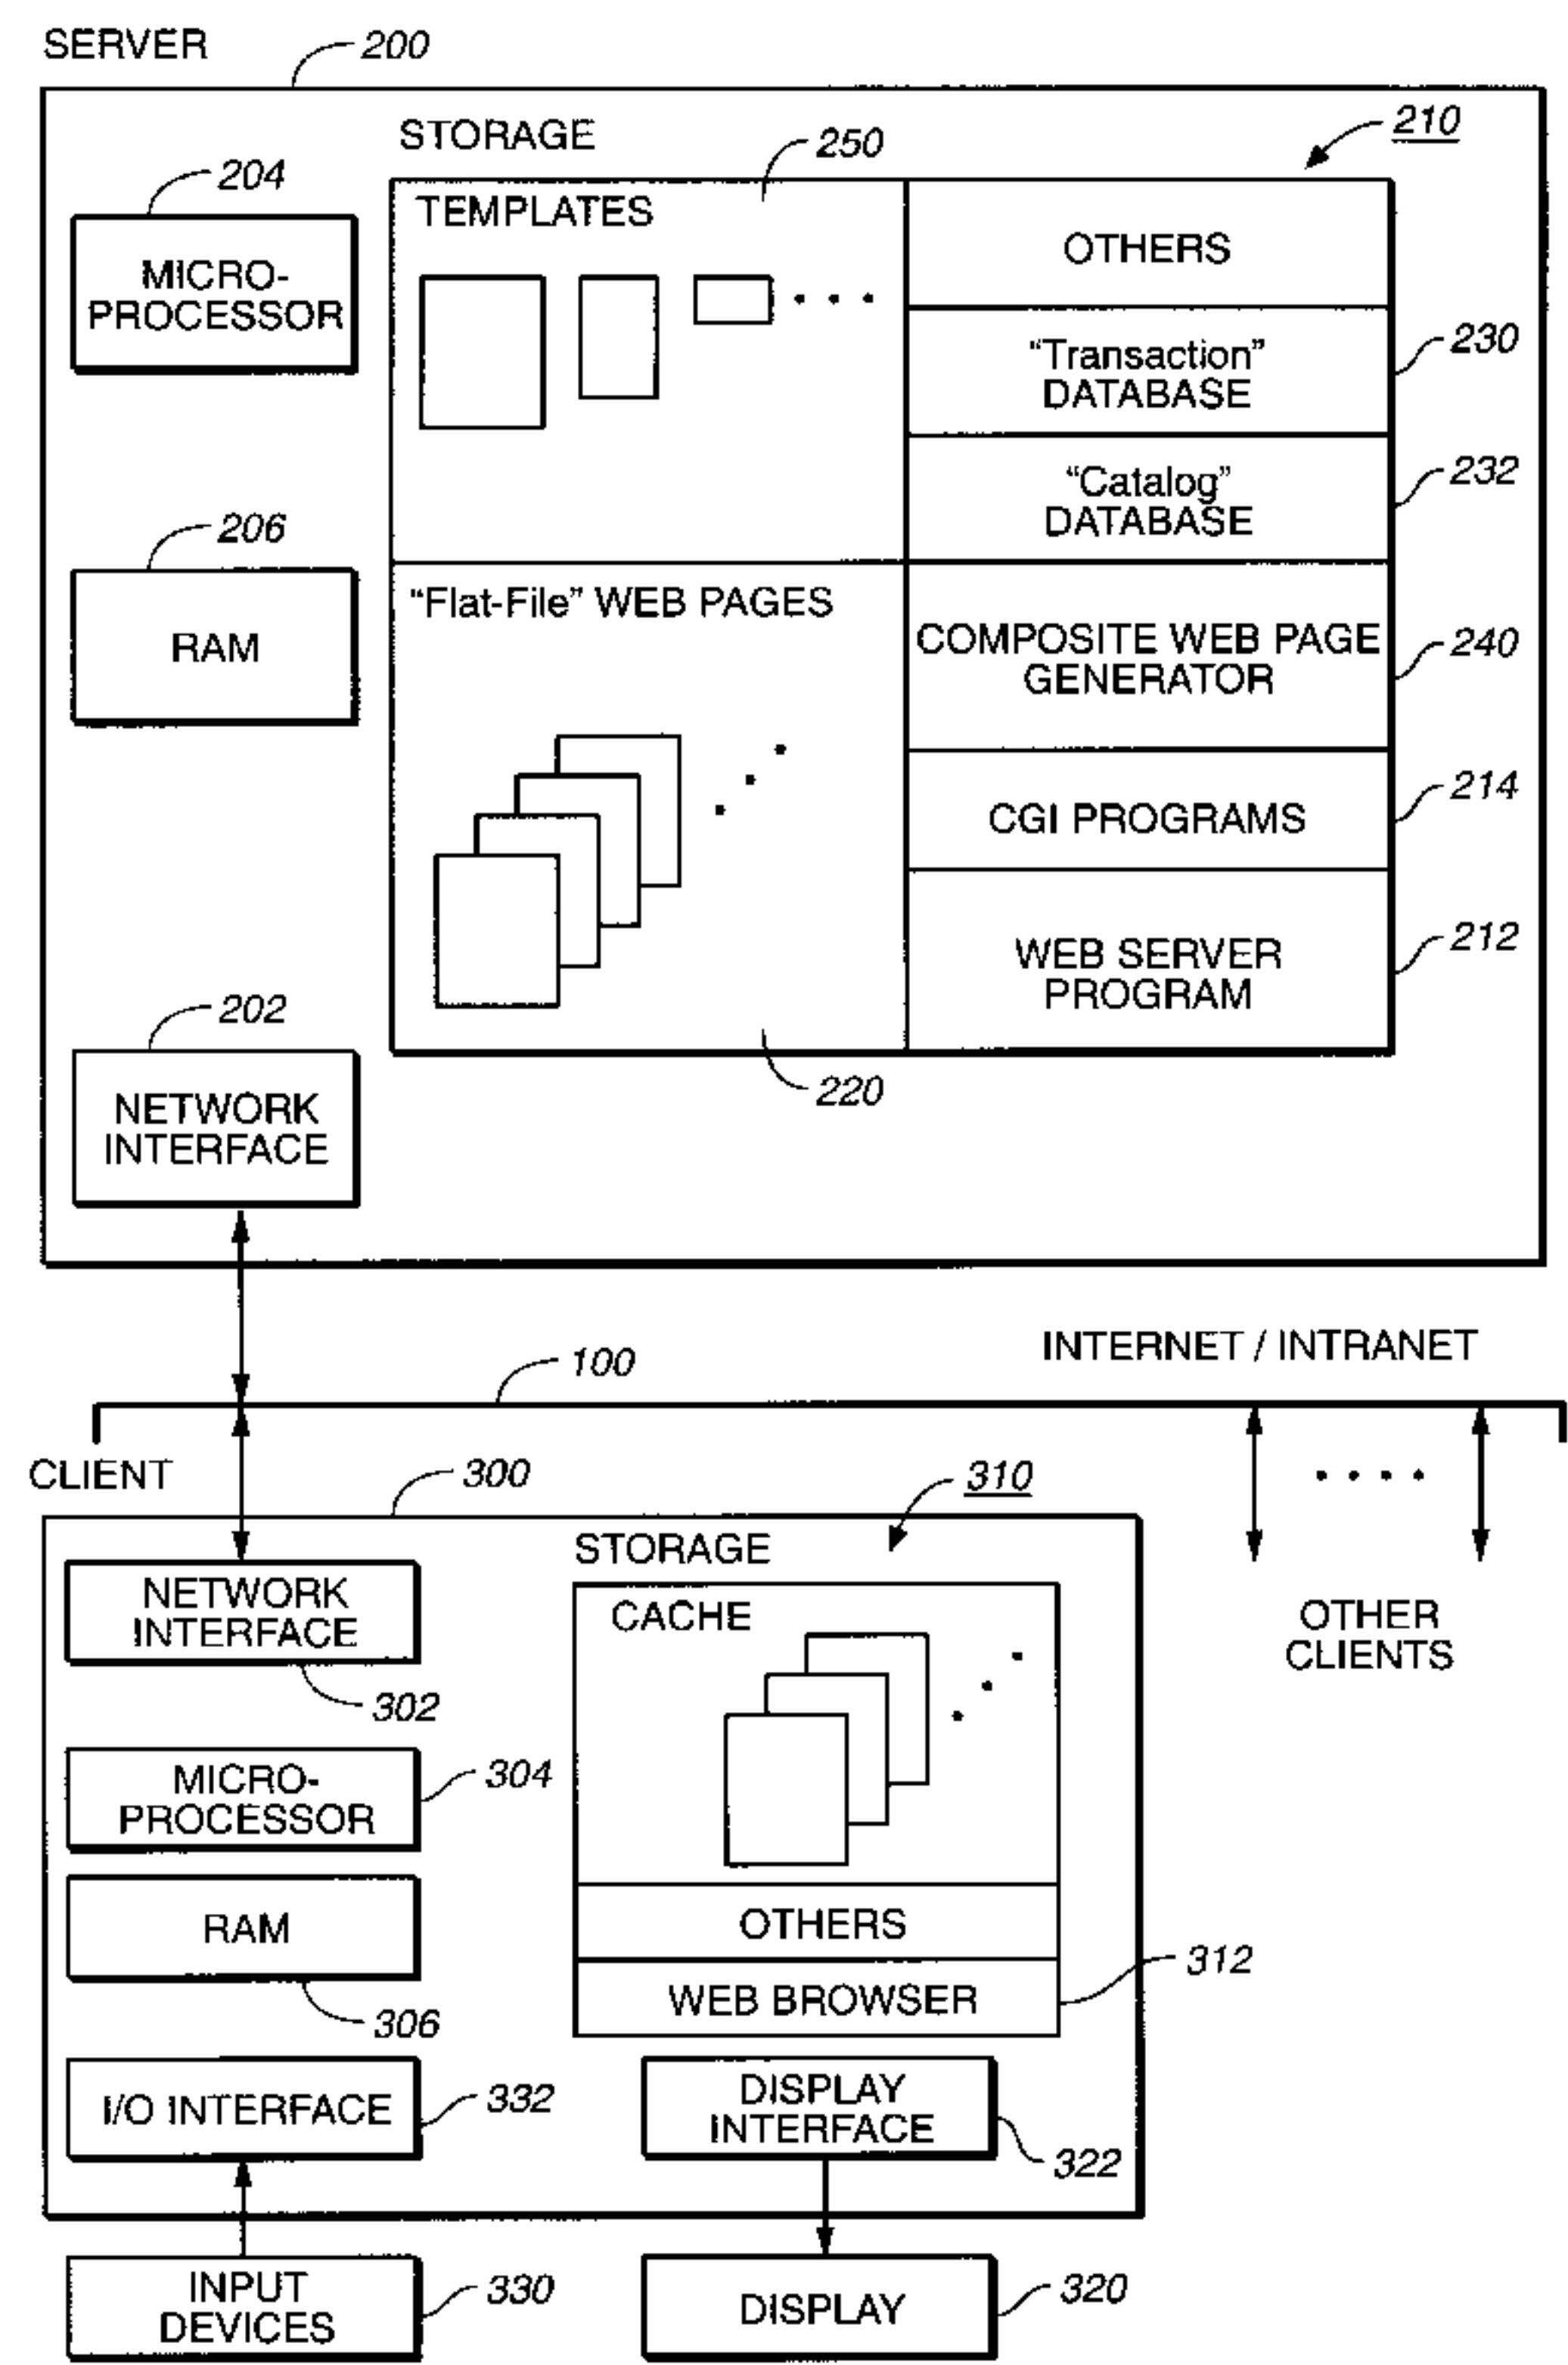 SERVER
200
STORAGE
250
210
204
MICRO-
PROCESSOR
TEMPLATES
OTHERS
"Transaction"
DATABASE
230
"Catalog"
DATABASE
232
206
RAM
"Flat-File" WEB PAGES
COMPOSITE WEB PAGE
GENERATOR
240
CGI PROGRAMS
214
WEB SERVER
PROGRAM
212
202
NETWORK
INTERFACE
220
INTERNET / INTRANET
100
CLIENT
300
310
STORAGE
NETWORK
INTERFACE
302
CACHE
OTHER
CLIENTS
MICRO-
PROCESSOR
304
RAM
306
OTHERS
WEB BROWSER
312
I/O INTERFACE
332
DISPLAY
INTERFACE
322
INPUT
DEVICES
330
DISPLAY
320